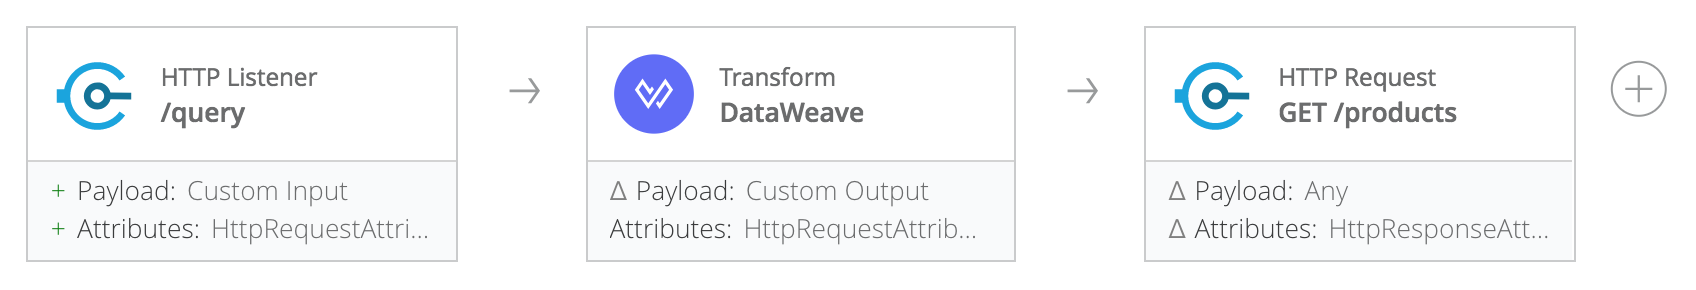 HTTP Listener
/query
+ Payload: Custom Input
+ Attributes: HttpRequestAttri...
Transform
DataWeave
Δ Payload: Custom Output
Attributes: HttpRequestAttrib...
HTTP Request
GET /products
Δ Payload: Any
Δ Attributes: HttpResponseAtt...